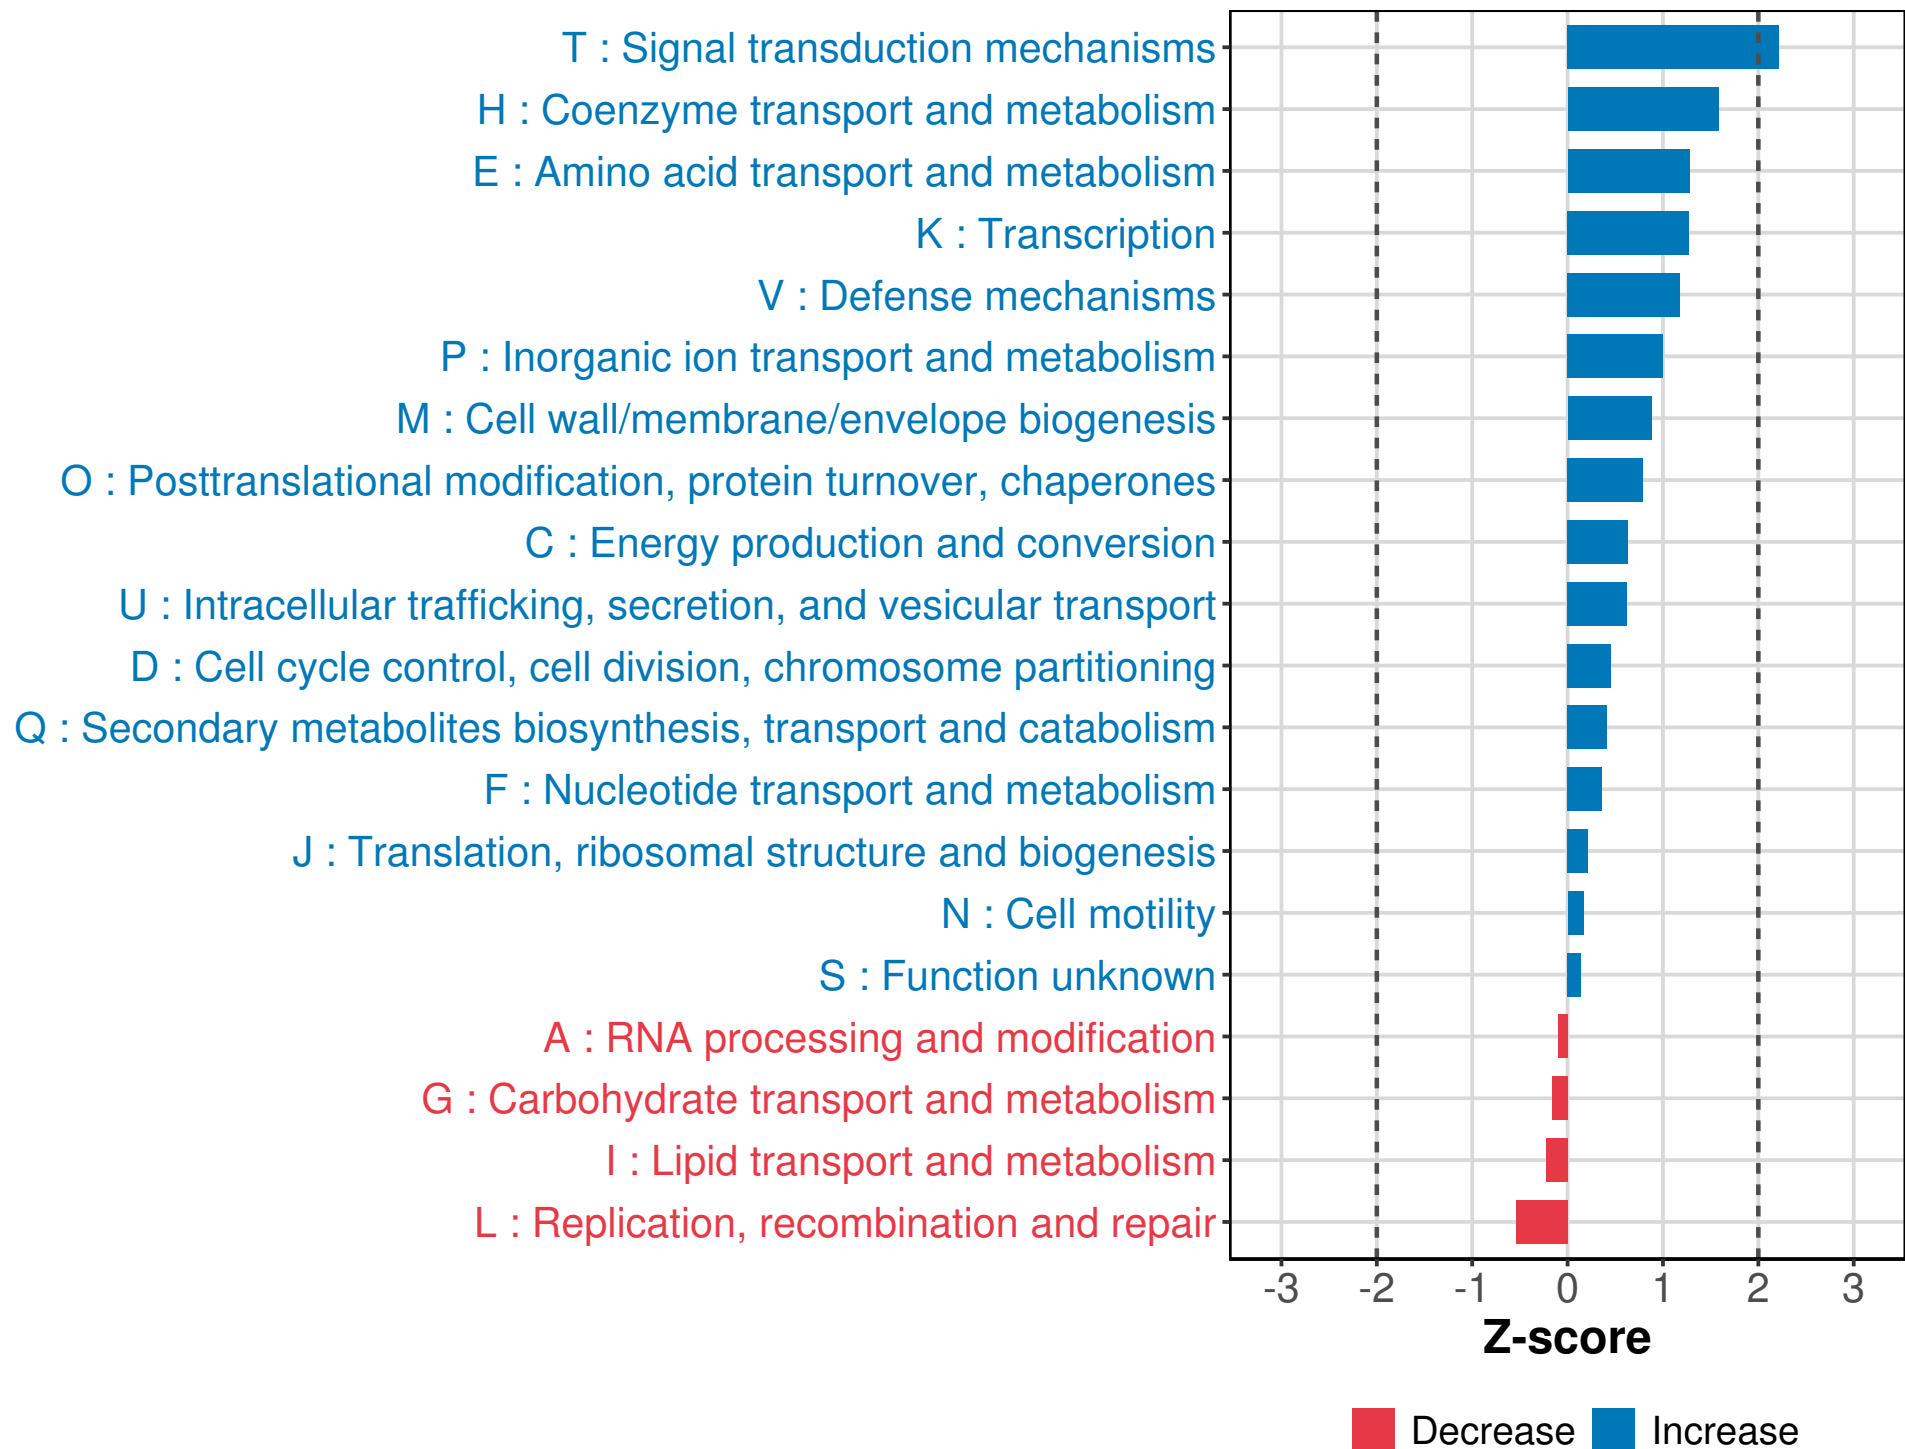 T : Signal transduction mechanisms
H : Coenzyme transport and metabolism
E : Amino acid transport and metabolism
K : Transcription
V : Defense mechanisms
P : Inorganic ion transport and metabolism
M : Cell wall/membrane/envelope biogenesis
O : Posttranslational modification, protein turnover, chaperones
C : Energy production and conversion
U : Intracellular trafficking, secretion, and vesicular transport
D : Cell cycle control, cell division, chromosome partitioning
Q : Secondary metabolites biosynthesis, transport and catabolism
F : Nucleotide transport and metabolism
J : Translation, ribosomal structure and biogenesis
N : Cell motility
S : Function unknown
A : RNA processing and modification
G : Carbohydrate transport and metabolism
I : Lipid transport and metabolism
L : Replication, recombination and repair
-3 -2 -1 0 1 2 3
Z-score
Decrease Increase